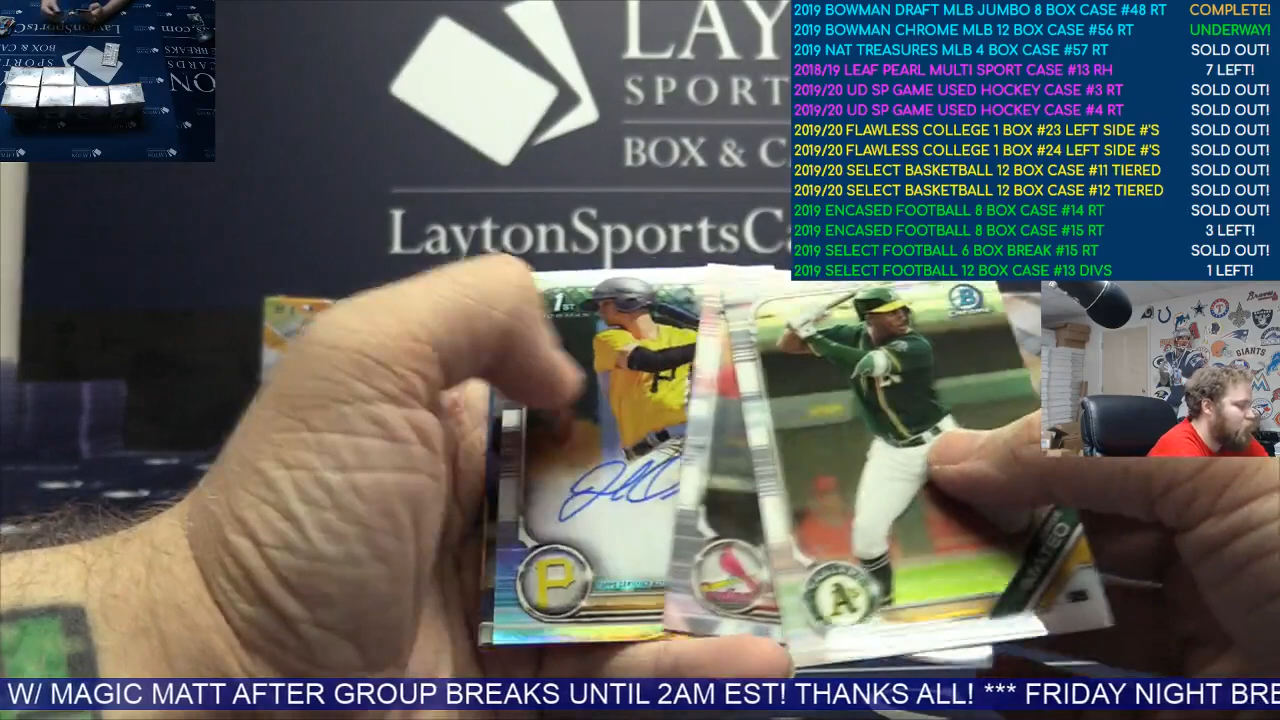 LAY
SPORT
BOX & C
LaytonSportsCa
2019 BOWMAN DRAFT MLB JUMBO 8 BOX CASE #48 RT COMPLETE!
2019 BOWMAN CHROME MLB 12 BOX CASE #56 RT UNDERWAY!
2019 NAT TREASURES MLB 4 BOX CASE #57 RT SOLD OUT!
2018/19 LEAF PEARL MULTI SPORT CASE #13 RH 7 LEFT!
2019/20 UD SP GAME USED HOCKEY CASE #3 RT SOLD OUT!
2019/20 UD SP GAME USED HOCKEY CASE #4 RT SOLD OUT!
2019/20 FLAWLESS COLLEGE 1 BOX #23 LEFT SIDE #'S SOLD OUT!
2019/20 FLAWLESS COLLEGE 1 BOX #24 LEFT SIDE #'S SOLD OUT!
2019/20 SELECT BASKETBALL 12 BOX CASE #11 TIERED SOLD OUT!
2019/20 SELECT BASKETBALL 12 BOX CASE #12 TIERED SOLD OUT!
2019 ENCASED FOOTBALL 8 BOX CASE #14 RT SOLD OUT!
2019 ENCASED FOOTBALL 8 BOX CASE #15 RT 3 LEFT!
2019 SELECT FOOTBALL 6 BOX BREAK #15 RT SOLD OUT!
2019 SELECT FOOTBALL 12 BOX CASE #13 DIVS 1 LEFT!
1ST
P
A's
GIANTS
W/ MAGIC MATT AFTER GROUP BREAKS UNTIL 2AM EST! THANKS ALL! *** FRIDAY NIGHT BRE